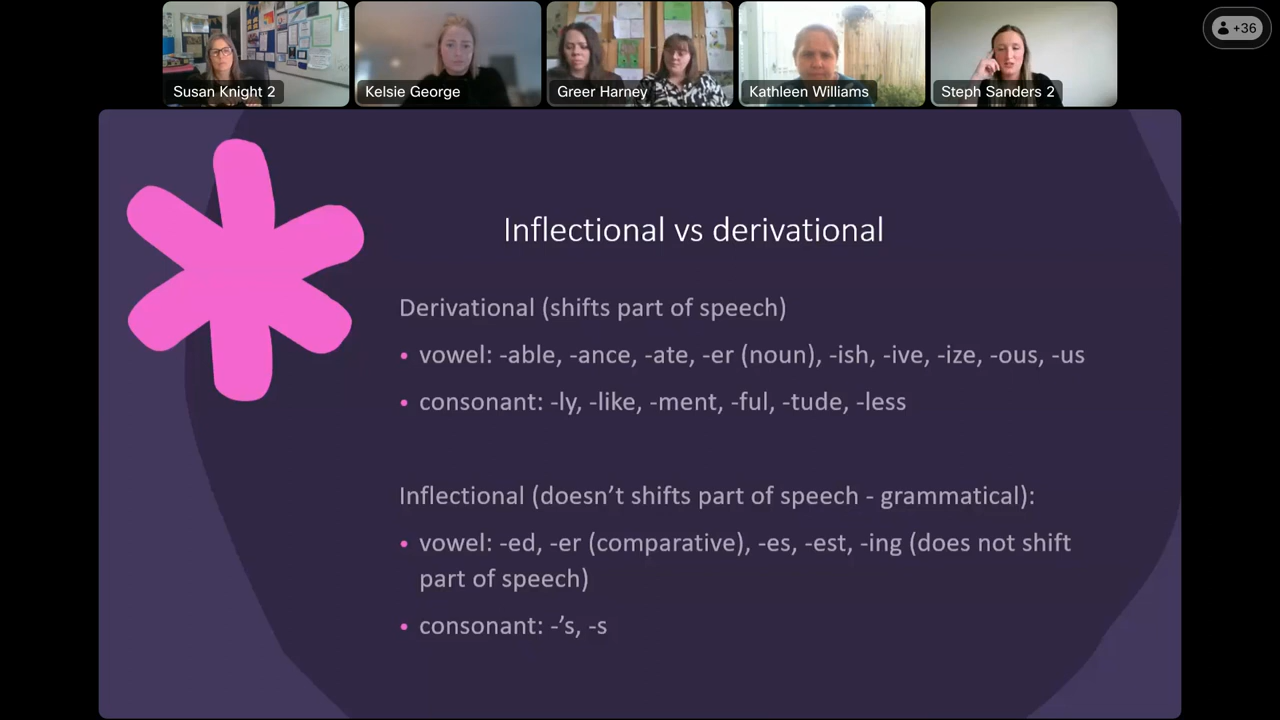 Susan Knight 2
Kelsie George
Greer Harney
Kathleen Williams
Steph Sanders 2
+36
Inflectional vs derivational
Derivational (shifts part of speech)
• vowel: -able, -ance, -ate, -er (noun), -ish, -ive, -ize, -ous, -us
• consonant: -ly, -like, -ment, -ful, -tude, -less
Inflectional (doesn’t shifts part of speech - grammatical):
• vowel: -ed, -er (comparative), -es, -est, -ing (does not shift
part of speech)
• consonant: -’s, -s